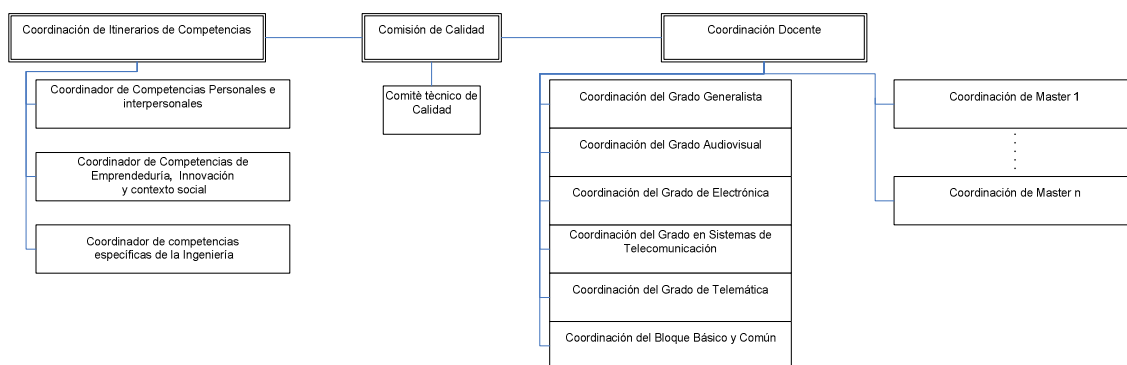 Coordinación de Itinerarios de Competencias
Comisión de Calidad
Coordinación Docente
Coordinador de Competencias Personales e
interpersonales
Coordinador de Competencias de
Emprendeduría, Innovación
y contexto social
Coordinador de competencias
específicas de la Ingeniería
Comitè tècnico de
Calidad
Coordinación del Grado Generalista
Coordinación del Grado Audiovisual
Coordinación del Grado de Electrónica
Coordinación del Grado en Sistemas de
Telecomunicación
Coordinación del Grado de Telemática
Coordinación del Bloque Básico y Común
Coordinación de Master 1
Coordinación de Master n